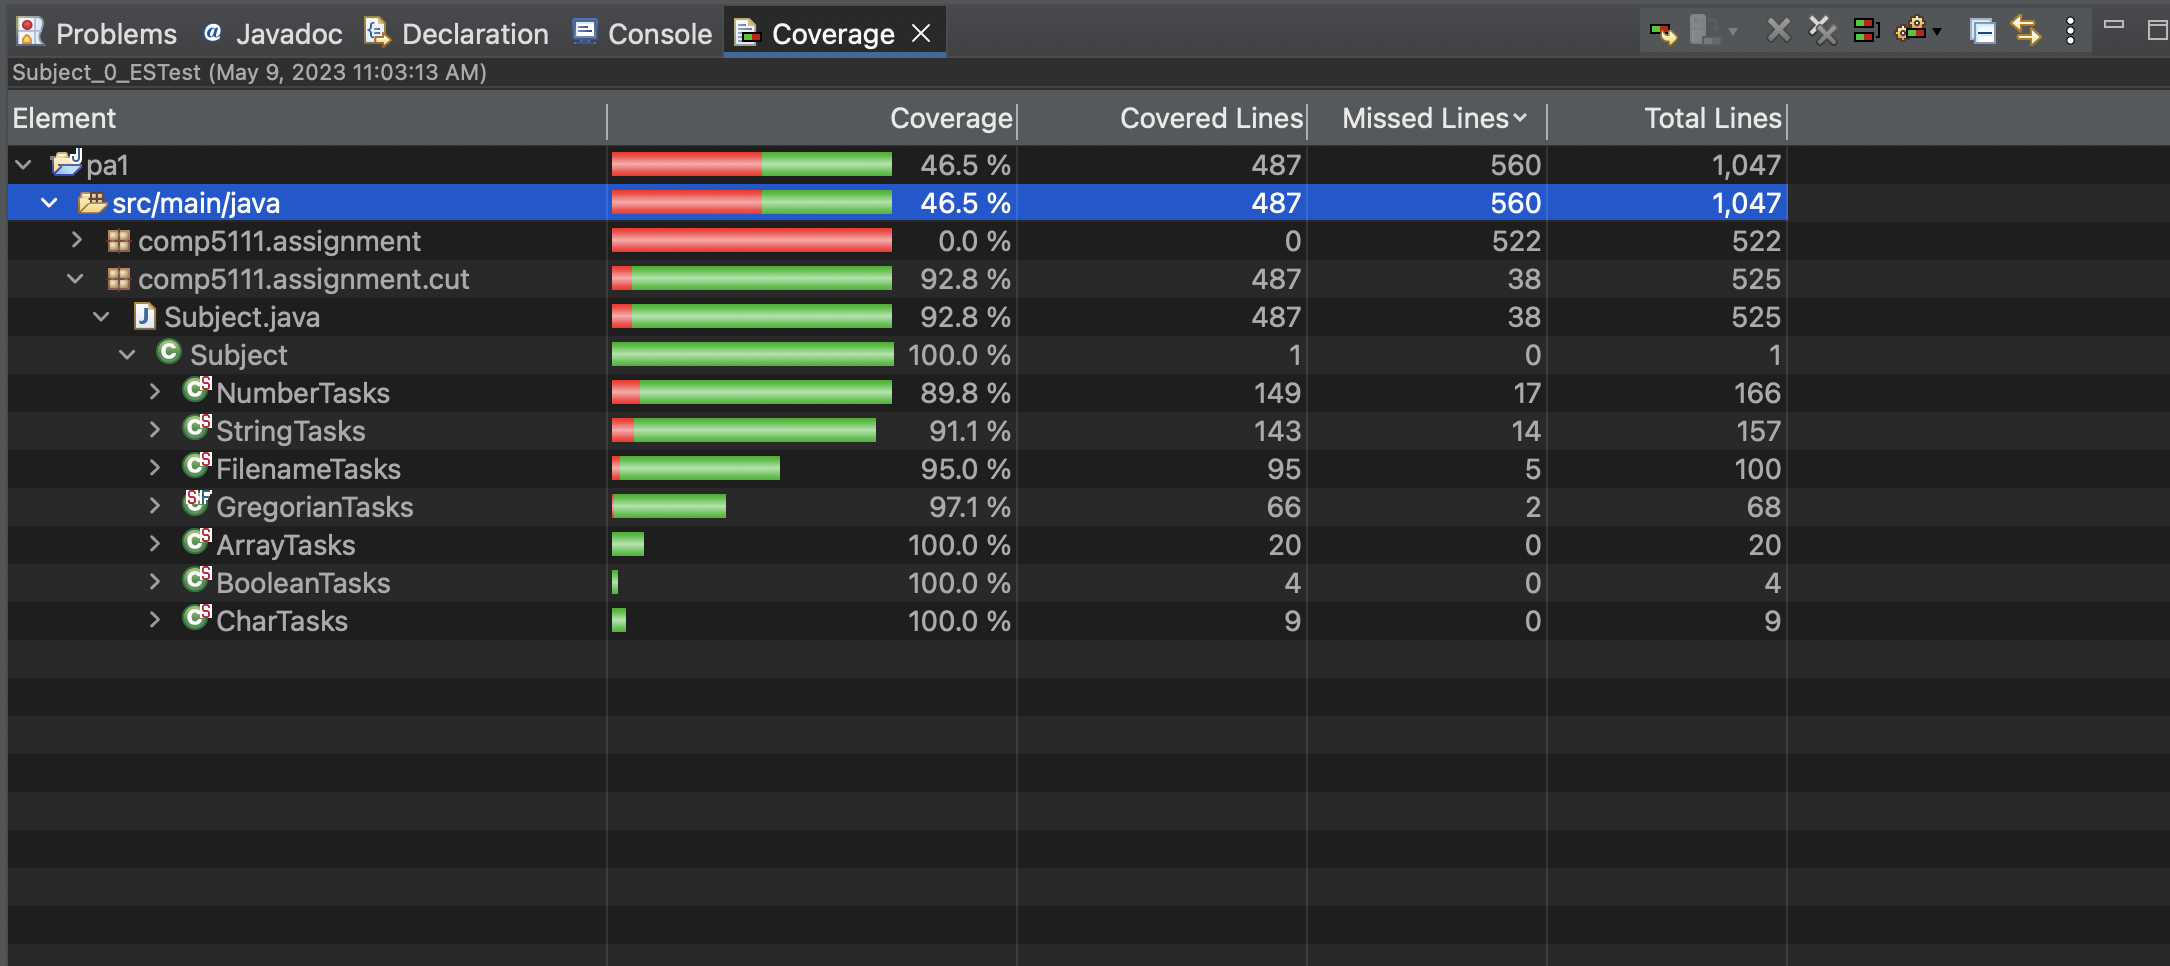 Problems @ Javadoc Declaration Console Coverage
Subject_0_ESTest (May 9, 2023 11:03:13 AM)
Element Coverage Covered Lines Missed Lines Total Lines
pa1 46.5 % 487 560 1,047
src/main/java 46.5 % 487 560 1,047
comp5111.assignment 0.0 % 0 522 522
comp5111.assignment.cut 92.8 % 487 38 525
J Subject.java 92.8 % 487 38 525
C Subject 100.0 % 1 0 1
C S NumberTasks 89.8 % 149 17 166
C S StringTasks 91.1 % 143 14 157
C S FilenameTasks 95.0 % 95 5 100
C S F GregorianTasks 97.1 % 66 2 68
C S ArrayTasks 100.0 % 20 0 20
C S BooleanTasks 100.0 % 4 0 4
C S CharTasks 100.0 % 9 0 9